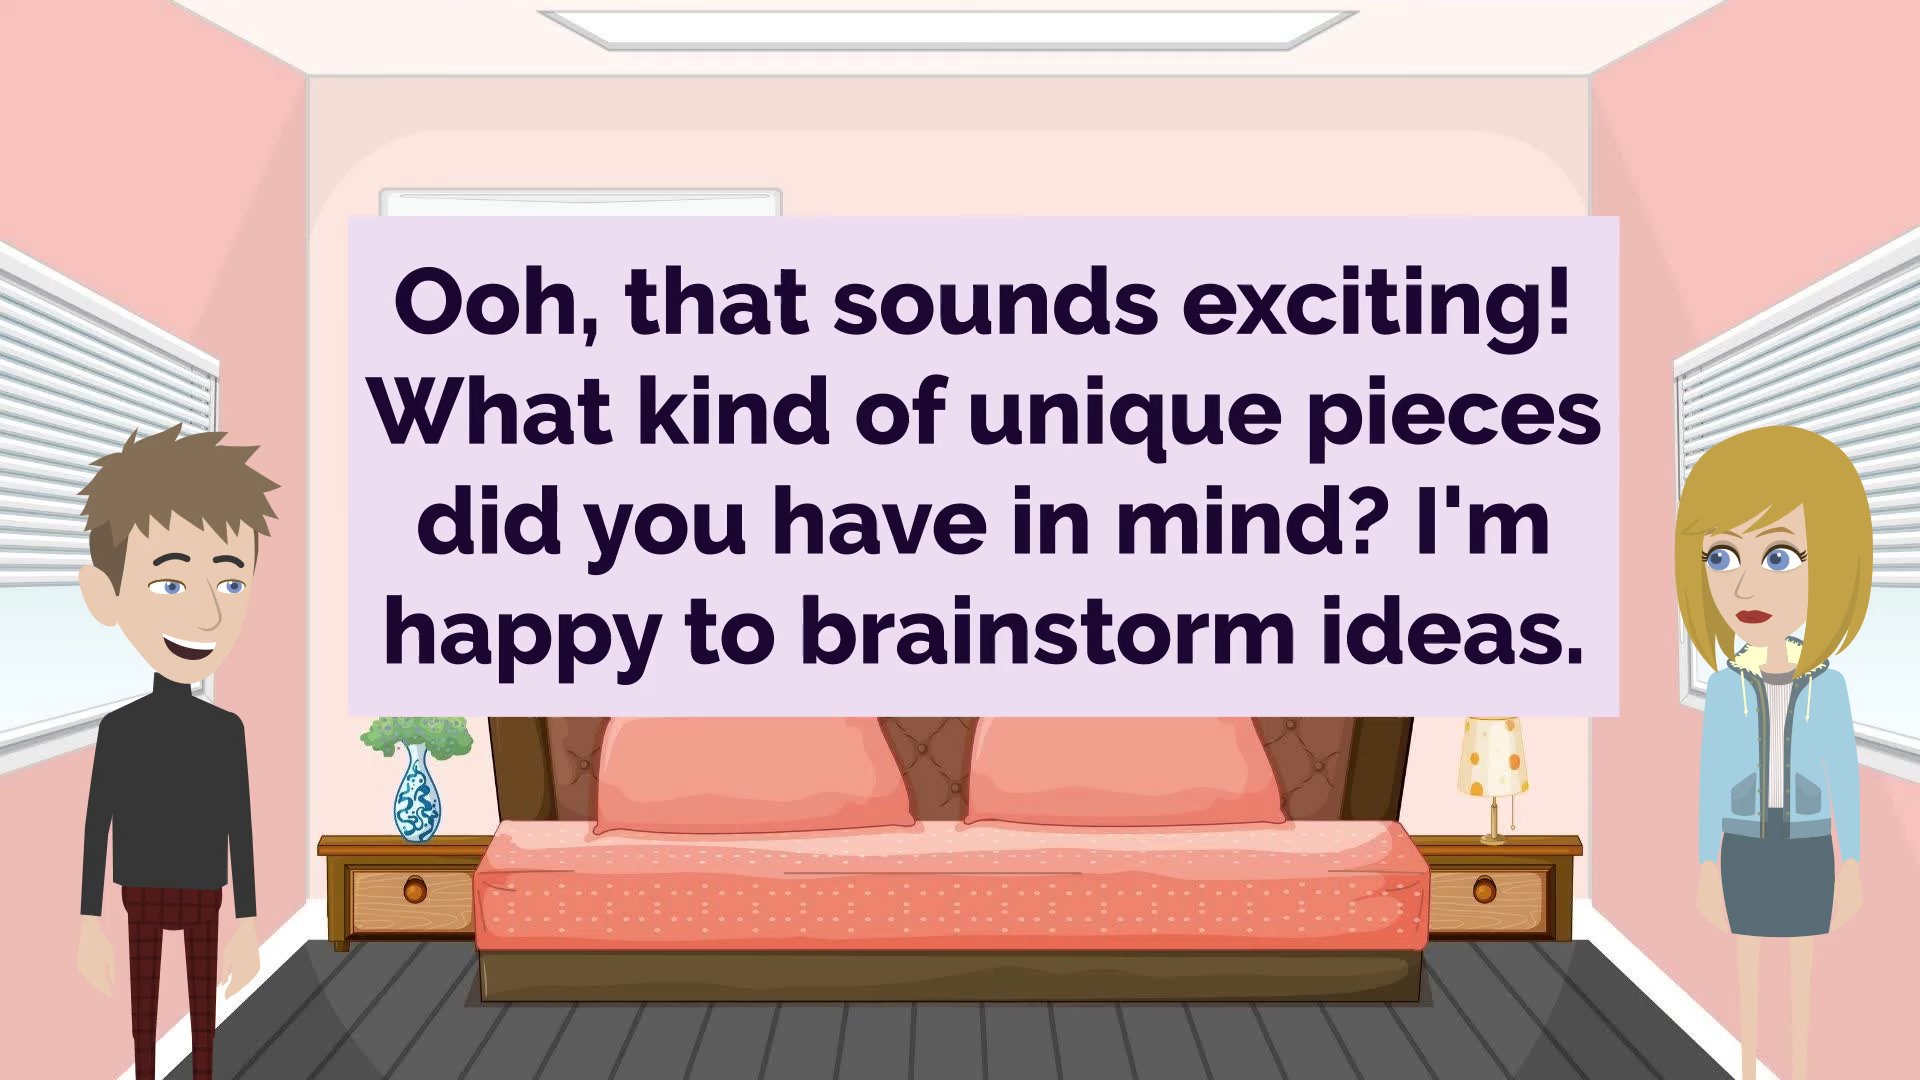 Ooh, that sounds exciting!
What kind of unique pieces
did you have in mind? I'm
happy to brainstorm ideas.